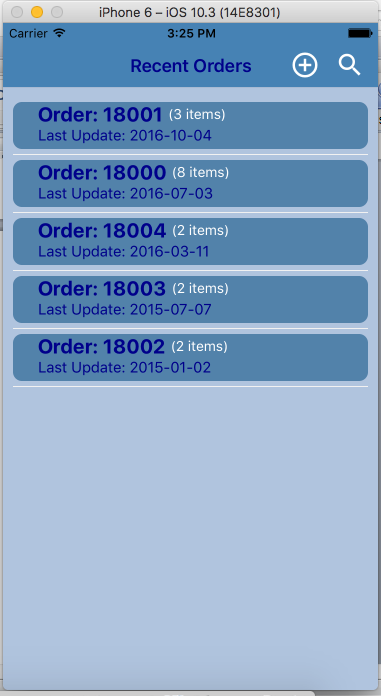 iPhone 6 – iOS 10.3 (14E8301)
Carrier 3:25 PM
Recent Orders
Order: 18001 (3 items)
Last Update: 2016-10-04
Order: 18000 (8 items)
Last Update: 2016-07-03
Order: 18004 (2 items)
Last Update: 2016-03-11
Order: 18003 (2 items)
Last Update: 2015-07-07
Order: 18002 (2 items)
Last Update: 2015-01-02